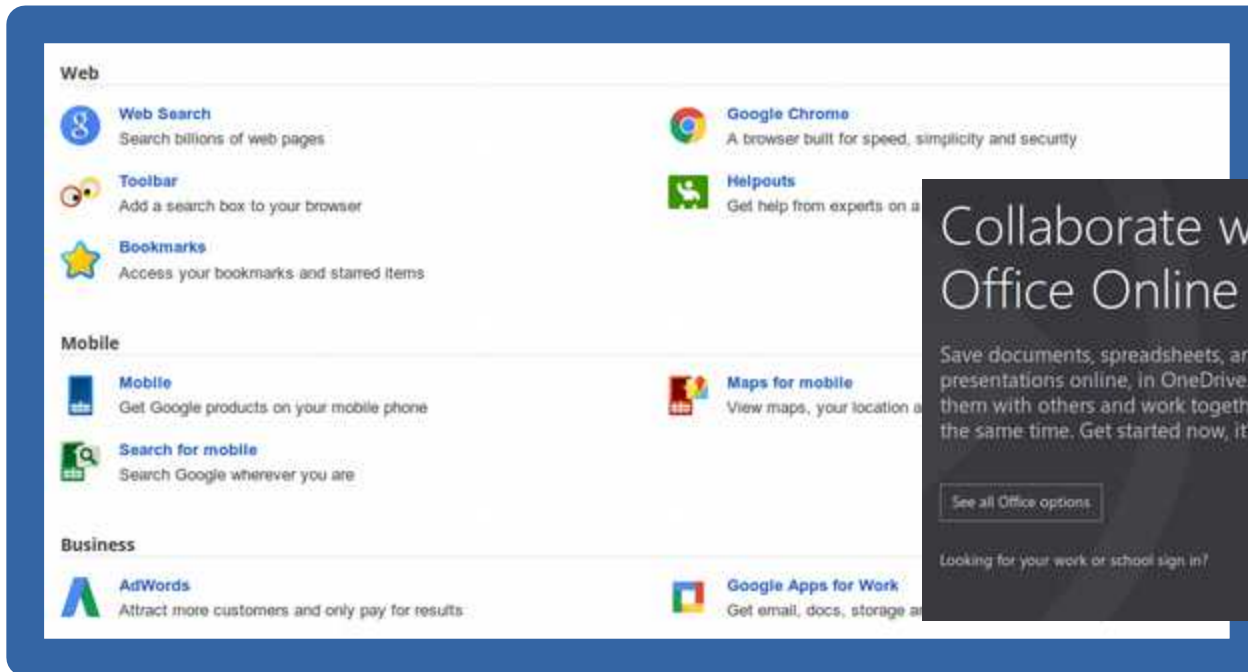 Web
Web Search
Search billions of web pages
Google Chrome
A browser built for speed, simplicity and security
Toolbar
Add a search box to your browser
Helpouts
Get help from experts on a
Bookmarks
Access your bookmarks and starred items
Mobile
Mobile
Get Google products on your mobile phone
Maps for mobile
View maps, your location a
Search for mobile
Search Google wherever you are
Business
AdWords
Attract more customers and only pay for results
Google Apps for Work
Get email, docs, storage
Collaborate w
Office Online
Save documents, spreadsheets,
presentations online, in OneDrive
them with others and work
the same time. Get started now,
See all Office options
Looking for your work or school sign in?